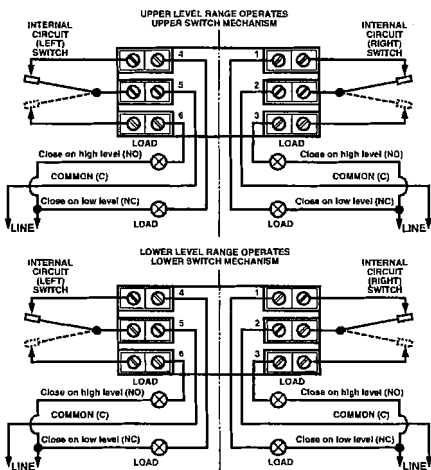 UPPER LEVEL RANGE OPERATES
UPPER SWITCH MECHANISM
INTERNAL
CIRCUIT
(LEFT)
SWITCH
INTERNAL
CIRCUIT
(RIGHT)
SWITCH
4
1
5
2
6
3
LOAD
LOAD
Close on high level (NO)
Close on high level (NO)
COMMON (C)
COMMON (C)
Close on low level (NC)
Close on low level (NC)
LINE
LOAD
LOAD
LINE
LOWER LEVEL RANGE OPERATES
LOWER SWITCH MECHANISM
INTERNAL
CIRCUIT
(LEFT)
SWITCH
INTERNAL
CIRCUIT
(RIGHT)
SWITCH
4
1
5
2
6
3
LOAD
LOAD
Close on high level (NO)
Close on high level (NO)
COMMON (C)
COMMON (C)
Close on low level (NC)
Close on low level (NC)
LINE
LOAD
LOAD
LINE